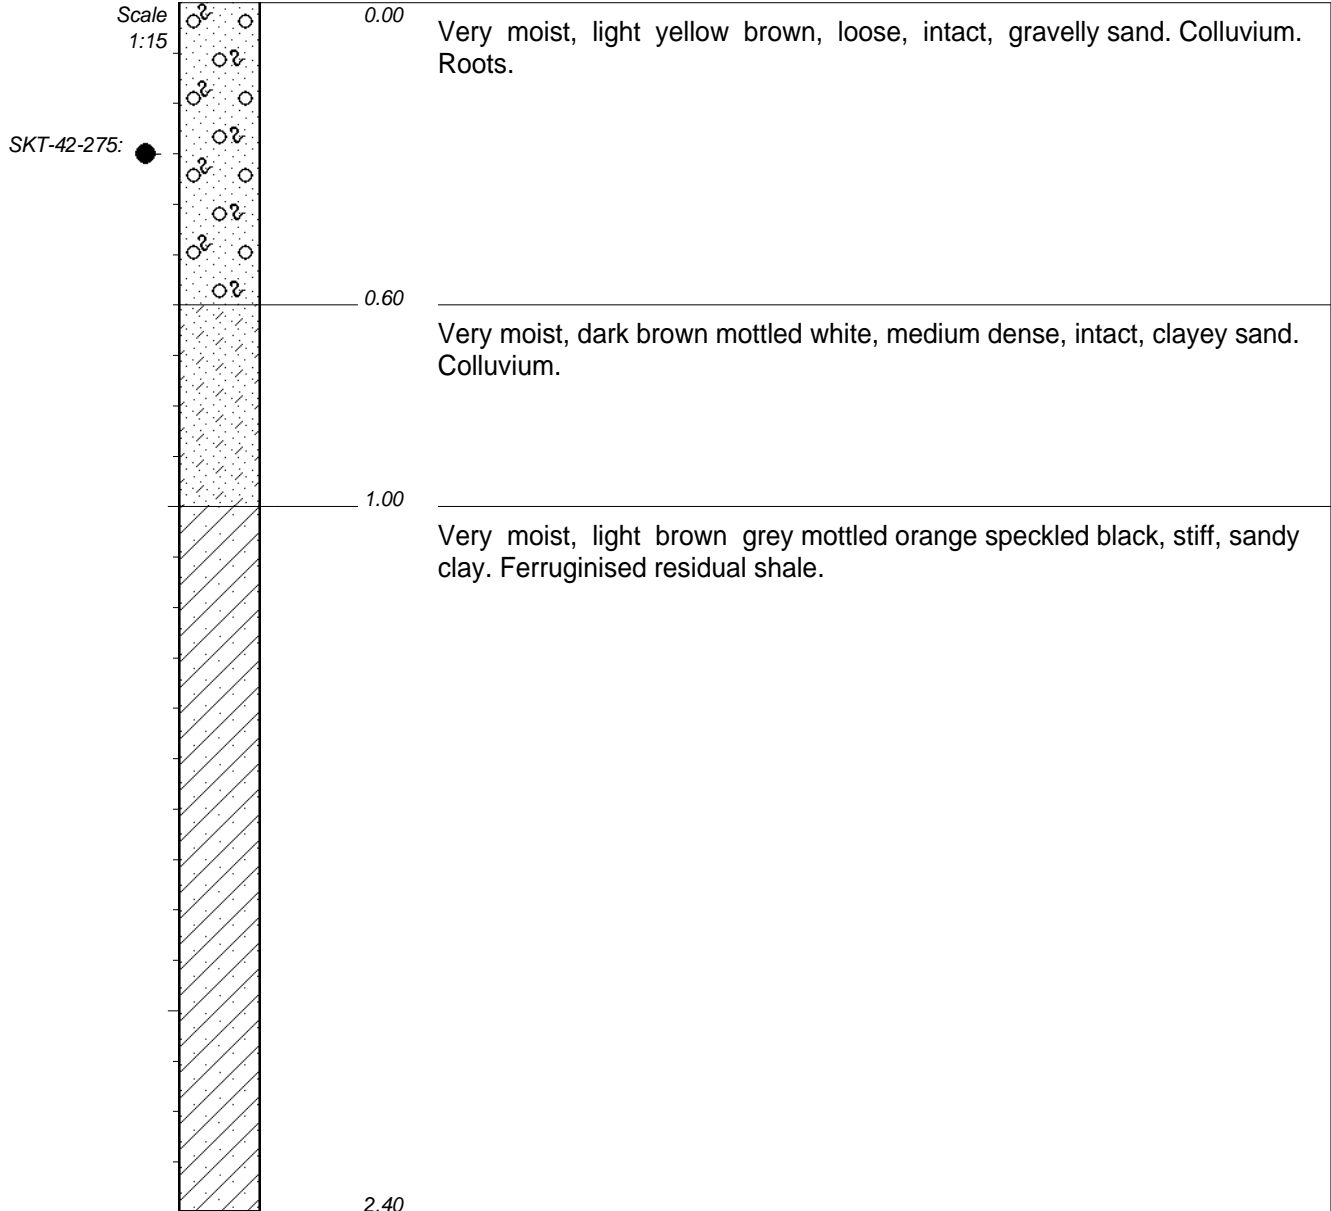 Scale
1:15
0.00
Very moist, light yellow brown, loose, intact, gravelly sand. Colluvium.
Roots.
SKT-42-275:
0.60
Very moist, dark brown mottled white, medium dense, intact, clayey sand.
Colluvium.
1.00
Very moist, light brown grey mottled orange speckled black, stiff, sandy
clay. Ferruginised residual shale.
2.40